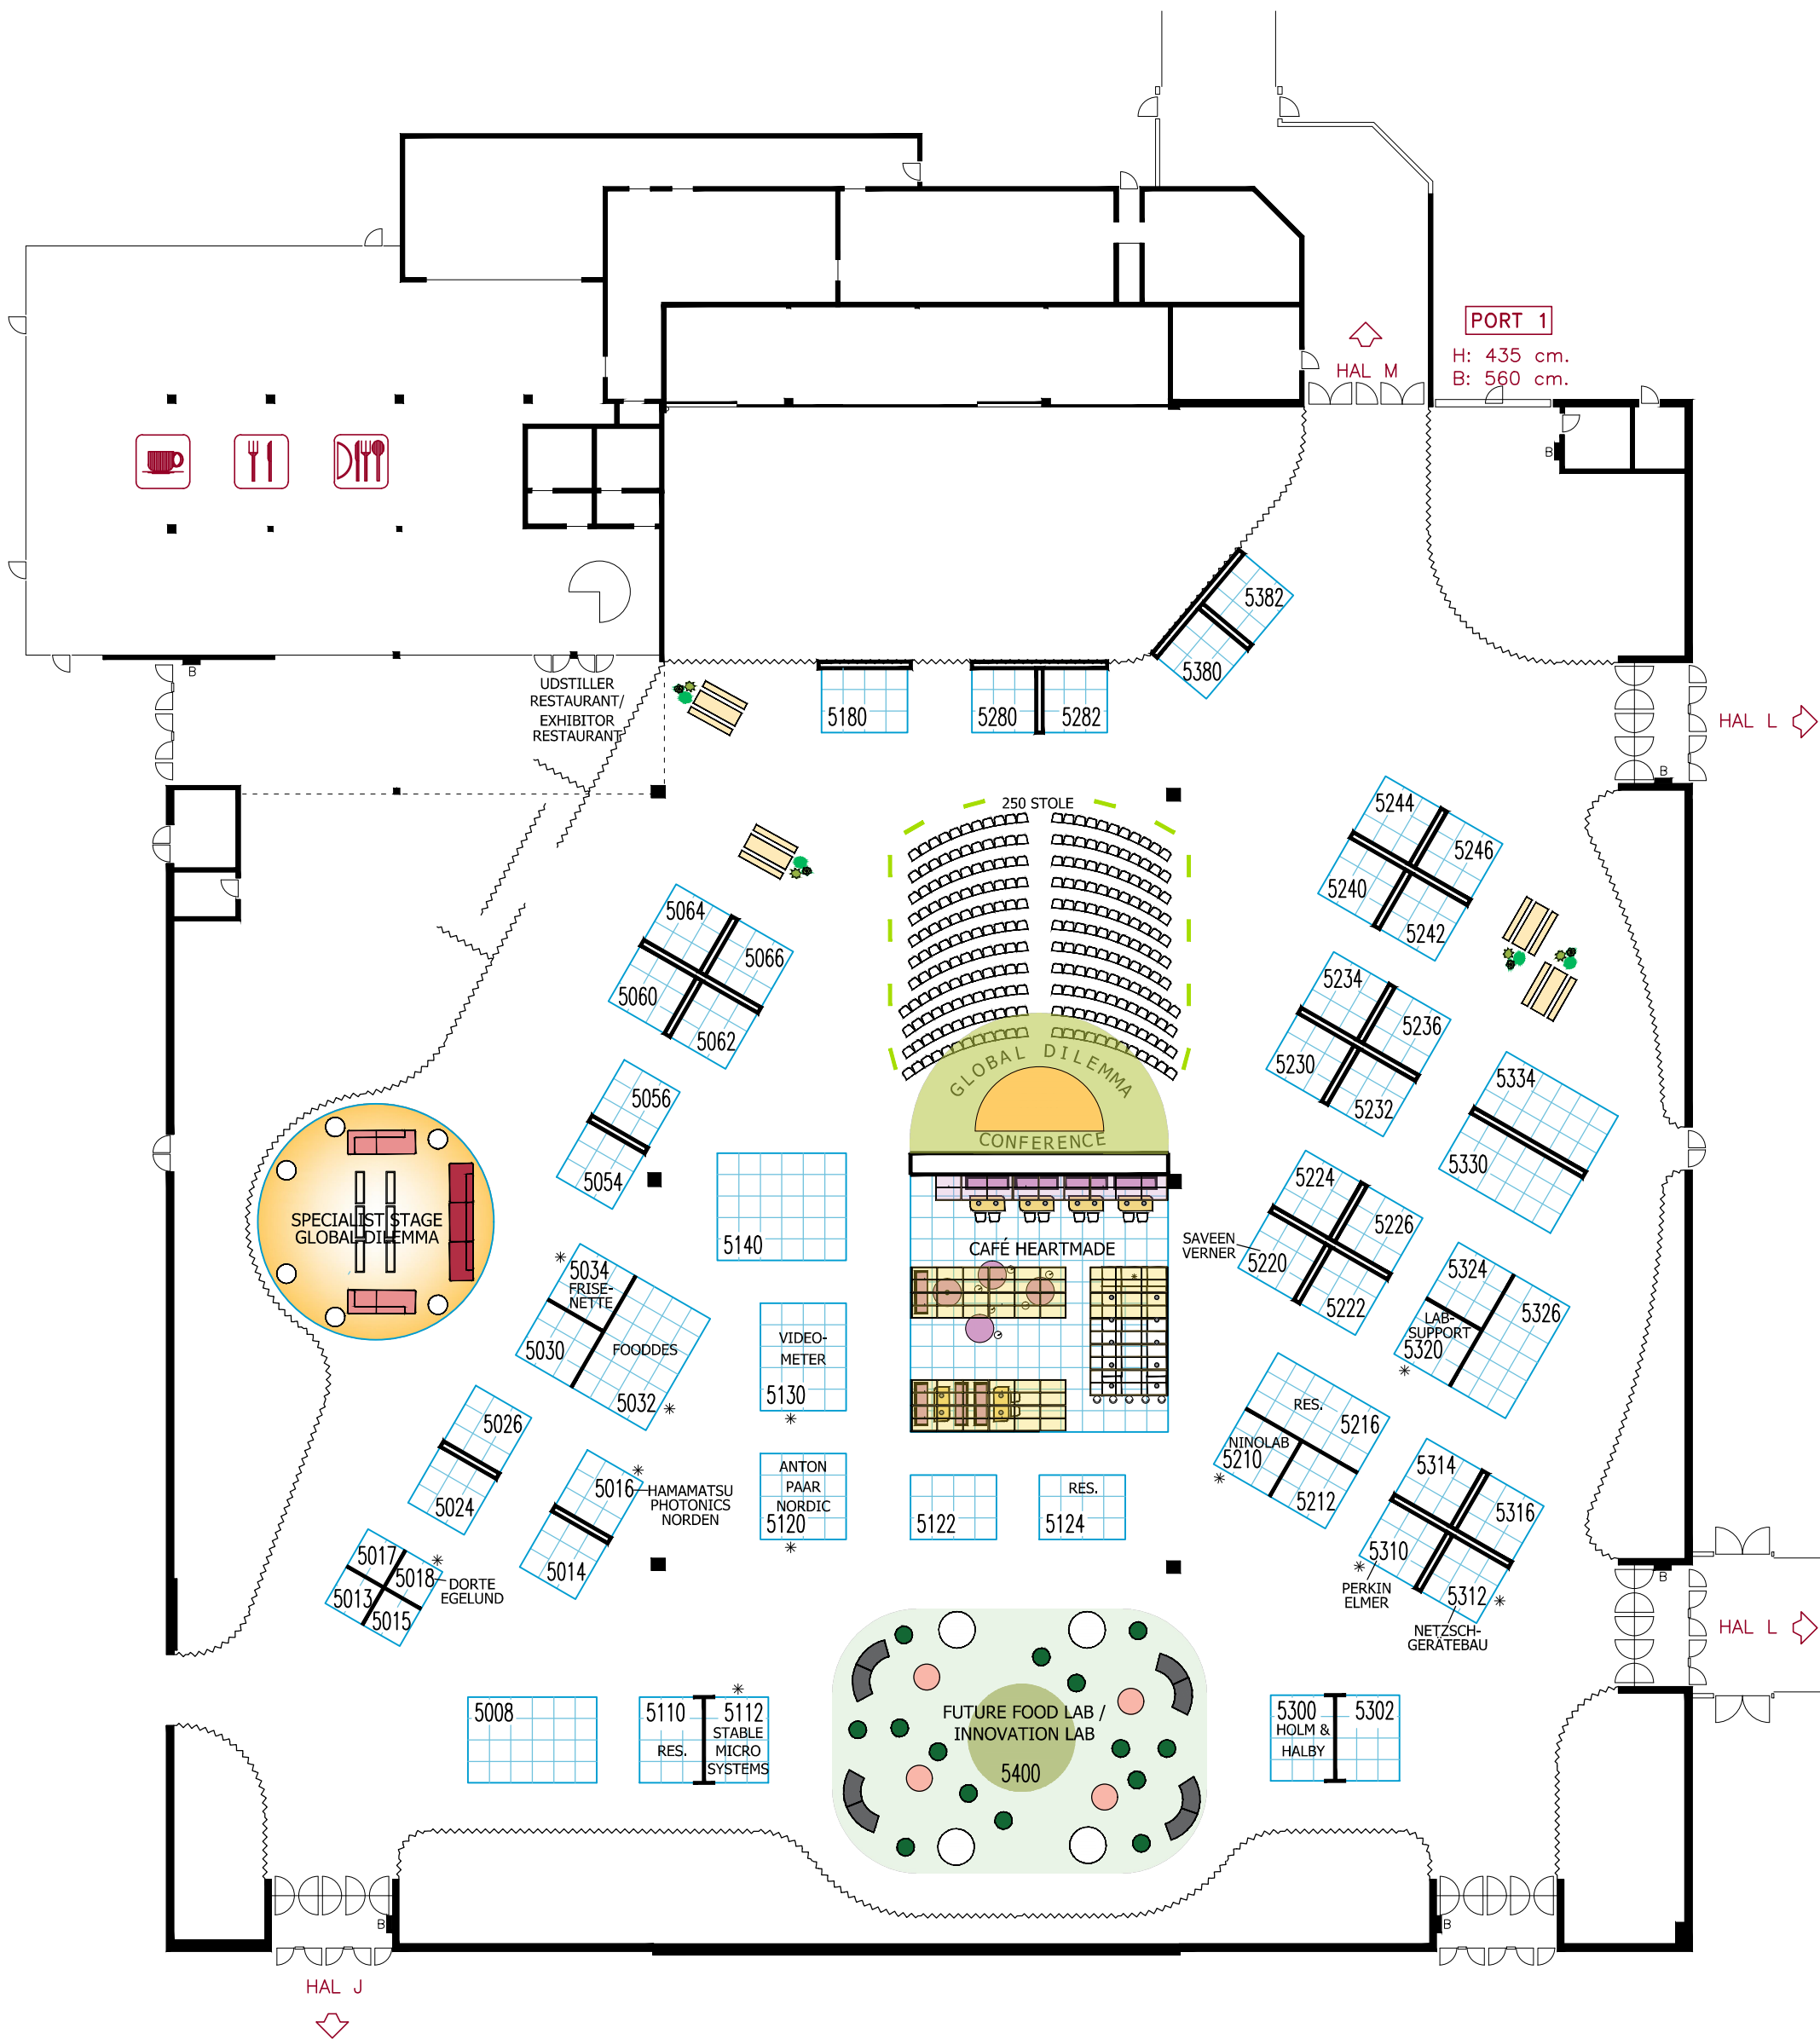 PORT 1
H: 435 cm.
B: 560 cm.
HAL M
B
5382
5380
B
UDSTILLER
RESTAURANT/
EXHIBITOR
RESTAURANT
5180
5280
5282
HAL L
B
250 STOLE
5244
5246
5240
5242
5064
5066
5060
5062
5234
5236
5230
5232
GLOBAL DILEMMA
CONFERENCE
5056
5054
5334
5330
SPECIALIST STAGE
GLOBAL DILEMMA
5140
CAFÉ HEARTMADE
SAVEEN
VERNER
5224
5226
5220
5222
5034
FRISE-
NETTE
5030
FOODDES
5032
VIDEO-
METER
5130
5324
5326
LAB-
SUPPORT
5320
RES.
5216
NINOLAB
5210
5212
5026
5024
5016
HAMAMATSU
PHOTONICS
NORDEN
5014
ANTON
PAAR
NORDIC
5120
5122
RES.
5124
5314
5316
5310
5312
PERKIN
ELMER
NETZSCH-
GERÄTEBAU
5017
5018
5013
5015
DORTE
EGELUND
B
HAL L
5008
5110
RES.
5112
STABLE
MICRO
SYSTEMS
FUTURE FOOD LAB /
INNOVATION LAB
5400
5300
HOLM &
HALBY
5302
B
B
HAL J